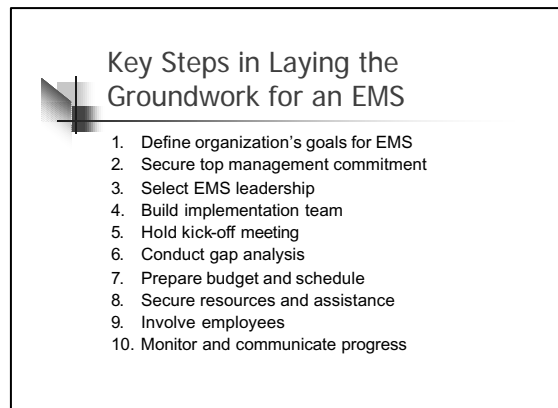 Key Steps in Laying the
Groundwork for an EMS
1. Define organization's goals for EMS
2. Secure top management commitment
3. Select EMS leadership
4. Build implementation team
5. Hold kick-off meeting
6. Conduct gap analysis
7. Prepare budget and schedule
8. Secure resources and assistance
9. Involve employees
10. Monitor and communicate progress